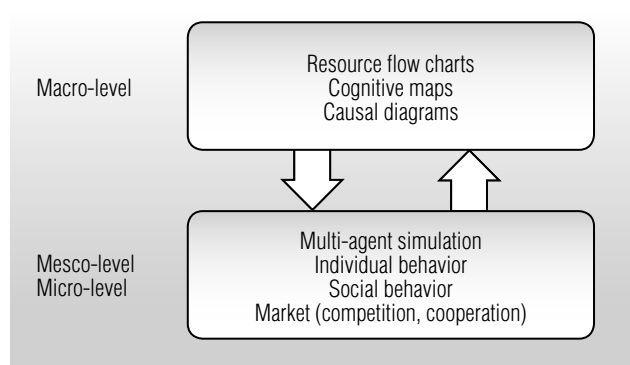 Macro-level
Resource flow charts
Cognitive maps
Causal diagrams
Mesco-level
Micro-level
Multi-agent simulation
Individual behavior
Social behavior
Market (competition, cooperation)